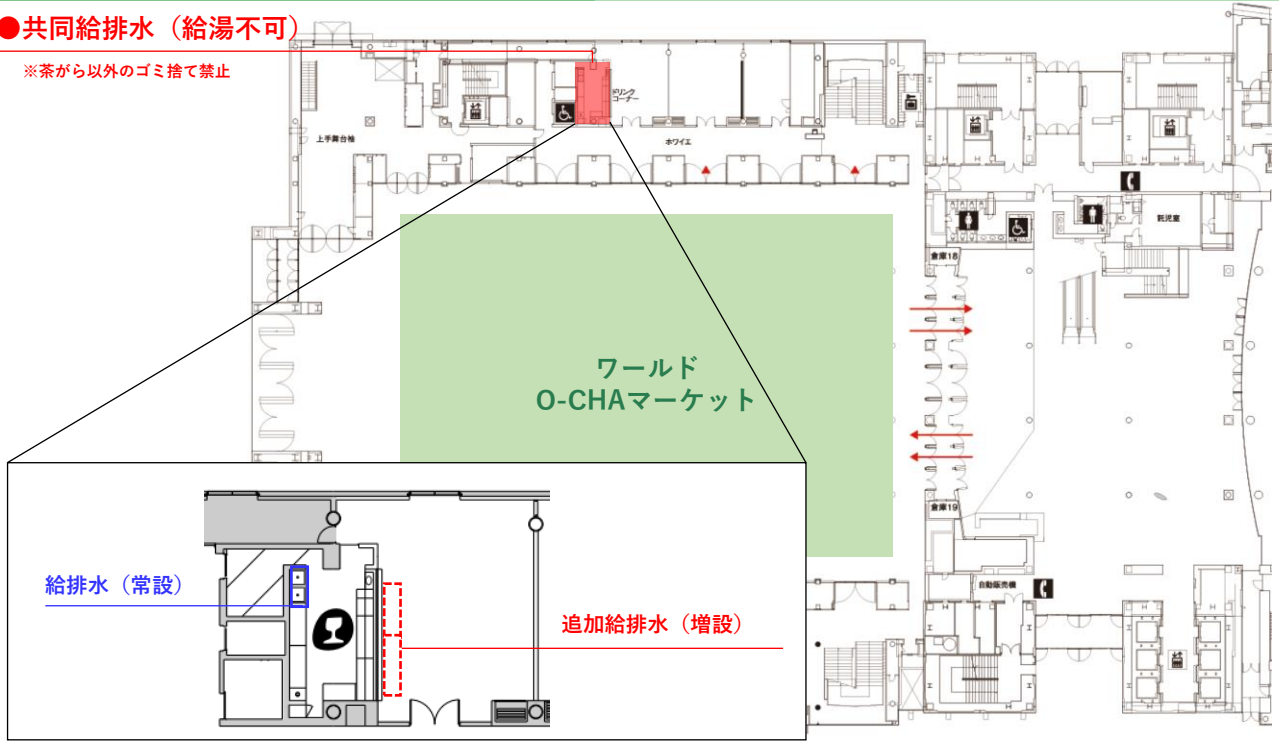 ●共同給排水（給湯不可）
※茶がら以外のゴミ捨て禁止
ドリンク
コーナー
上手舞台袖
ホワイエ
託児室
倉庫18
ワールド
O-CHAマーケット
倉庫19
自動販売機
給排水（常設）
追加給排水（増設）